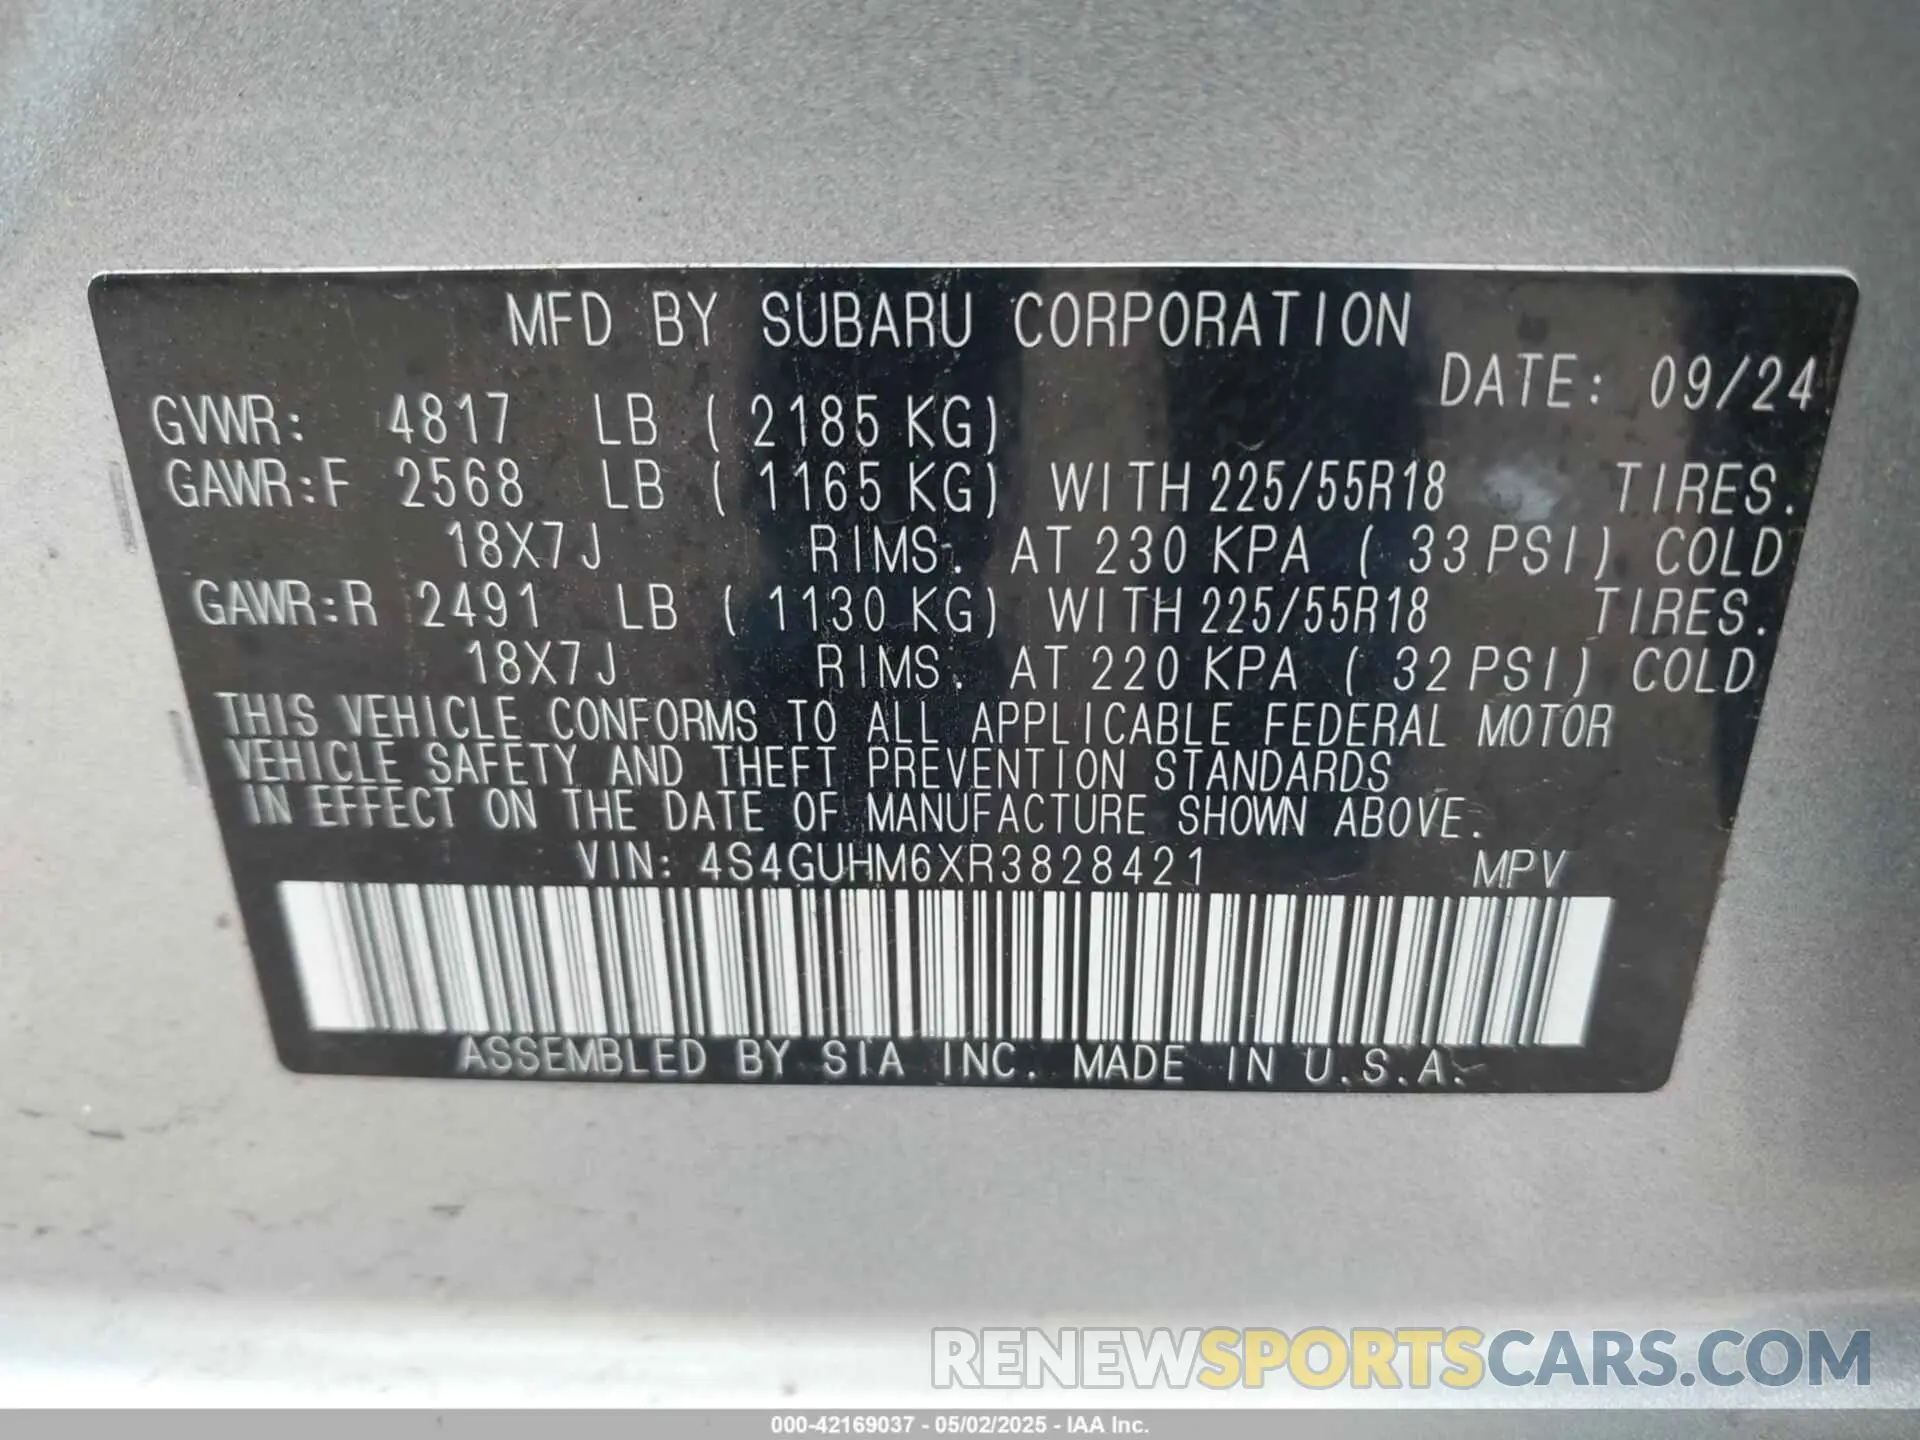 MFD BY SUBARU CORPORATION
DATE: 09/24
GVWR: 4817 LB ( 2185 KG)
GAWR:F 2568 LB ( 1165 KG) WITH 225/55R18 TIRES.
18X7J RIMS. AT 230 KPA ( 33 PSI) COLD
GAWR:R 2491 LB ( 1130 KG) WITH 225/55R18 TIRES.
18X7J RIMS. AT 220 KPA ( 32 PSI) COLD
THIS VEHICLE CONFORMS TO ALL APPLICABLE FEDERAL MOTOR
VEHICLE SAFETY AND THEFT PREVENTION STANDARDS
IN EFFECT ON THE DATE OF MANUFACTURE SHOWN ABOVE.
VIN: 4S4GUHM6XR3828421 MPV
ASSEMBLED BY SIA INC. MADE IN U.S.A.
RENEWSPORTSCARS.COM
000-42169037 - 05/02/2025 - IAA Inc.